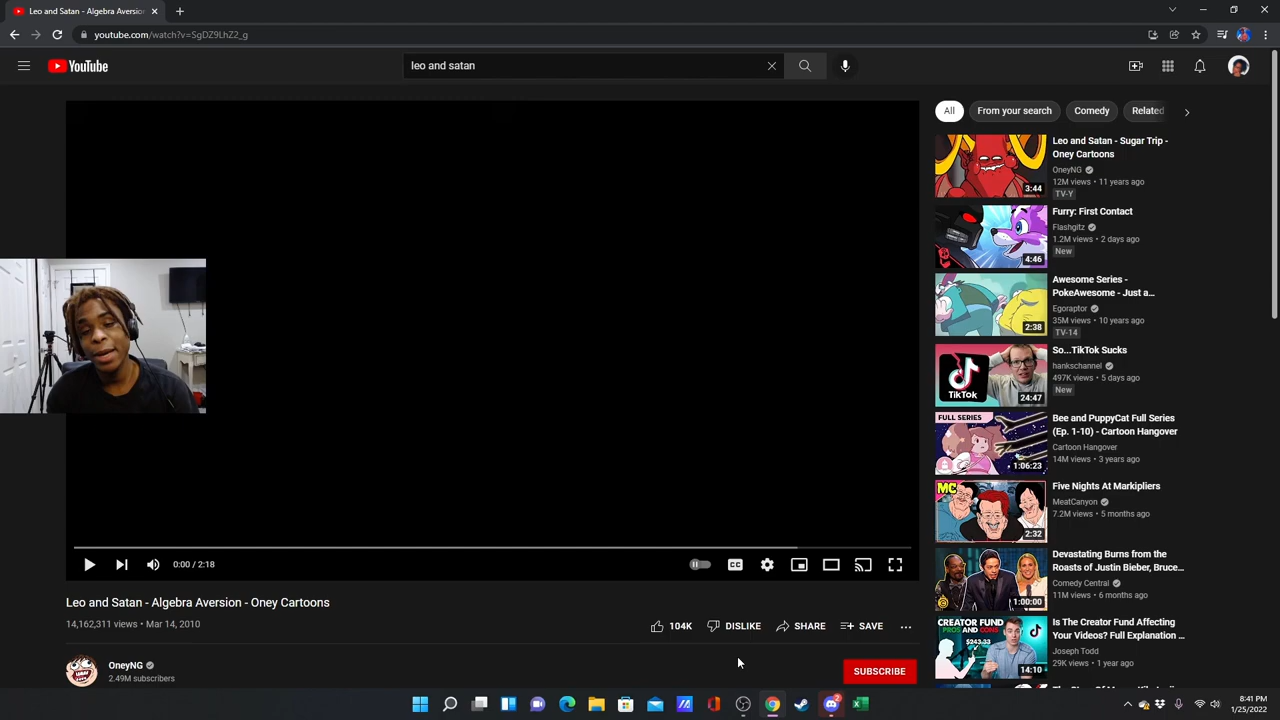 Leo and Satan - Algebra Aversion
youtube.com/watch?v=SgDZ9LhZ2_g
YouTube
leo and satan
All
From your search
Comedy
Related
3:44
Leo and Satan - Sugar Trip -
Oney Cartoons
OneyNG
12M views • 11 years ago
TV-Y
4:46
Furry: First Contact
Flashgitz
1.2M views • 2 days ago
New
2:38
Awesome Series -
PokeAwesome - Just a...
Egoraptor
35M views • 10 years ago
TV-14
TikTok
24:47
So...TikTok Sucks
hankschannel
497K views • 5 days ago
New
FULL SERIES
1:06:23
Bee and PuppyCat Full Series
(Ep. 1-10) - Cartoon Hangover
Cartoon Hangover
14M views • 3 years ago
MC
2:32
Five Nights At Markipliers
MeatCanyon
7.2M views • 5 months ago
1:00:00
Devastating Burns from the
Roasts of Justin Bieber, Bruce...
Comedy Central
11M views • 6 months ago
CREATOR FUND
PROS AND CONS
$243.33
14:10
Is The Creator Fund Affecting
Your Videos? Full Explanation ...
Joseph Todd
29K views • 1 year ago
0:00 / 2:18
CC
Leo and Satan - Algebra Aversion - Oney Cartoons
14,162,311 views • Mar 14, 2010
104K
DISLIKE
SHARE
SAVE
OneyNG
2.49M subscribers
SUBSCRIBE
8:41 PM
1/25/2022